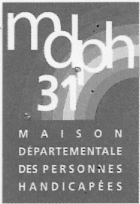 mdph
31
MAISON
DÉPARTEMENTALE
DES PERSONNES
HANDICAPÉES